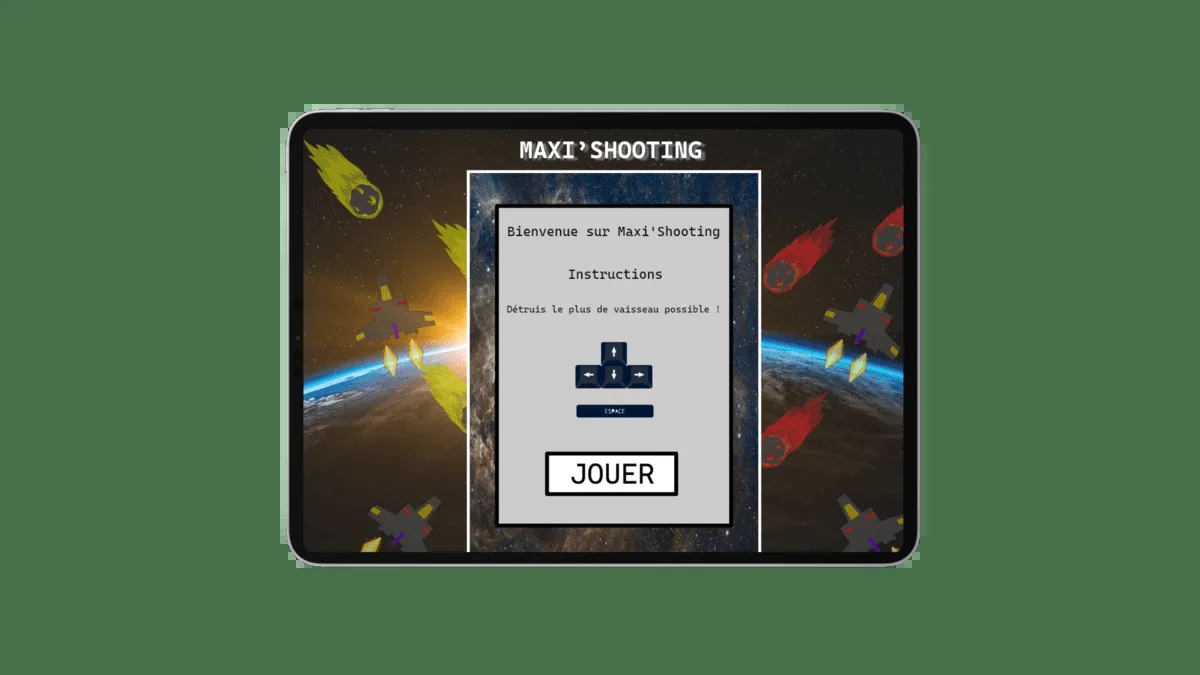 MAXI’SHOOTING
Bienvenue sur Maxi'Shooting
Instructions
Détruis le plus de vaisseau possible !
ESPACE
JOUER